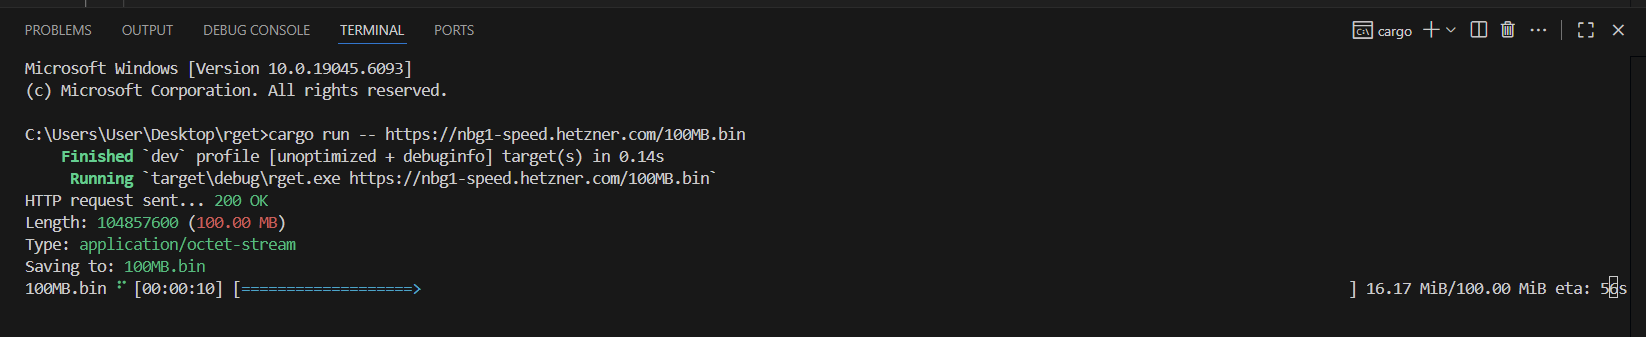 PROBLEMS OUTPUT DEBUG CONSOLE TERMINAL PORTS cargo
Microsoft Windows [Version 10.0.19045.6093]
(c) Microsoft Corporation. All rights reserved.
C:\Users\User\Desktop\rget>cargo run -- https://nbg1-speed.hetzner.com/100MB.bin
    Finished `dev` profile [unoptimized + debuginfo] target(s) in 0.14s
     Running `target\debug\rget.exe https://nbg1-speed.hetzner.com/100MB.bin`
HTTP request sent... 200 OK
Length: 104857600 (100.00 MB)
Type: application/octet-stream
Saving to: 100MB.bin
100MB.bin ⠋ [00:00:10] [===================> ] 16.17 MiB/100.00 MiB eta: 56s